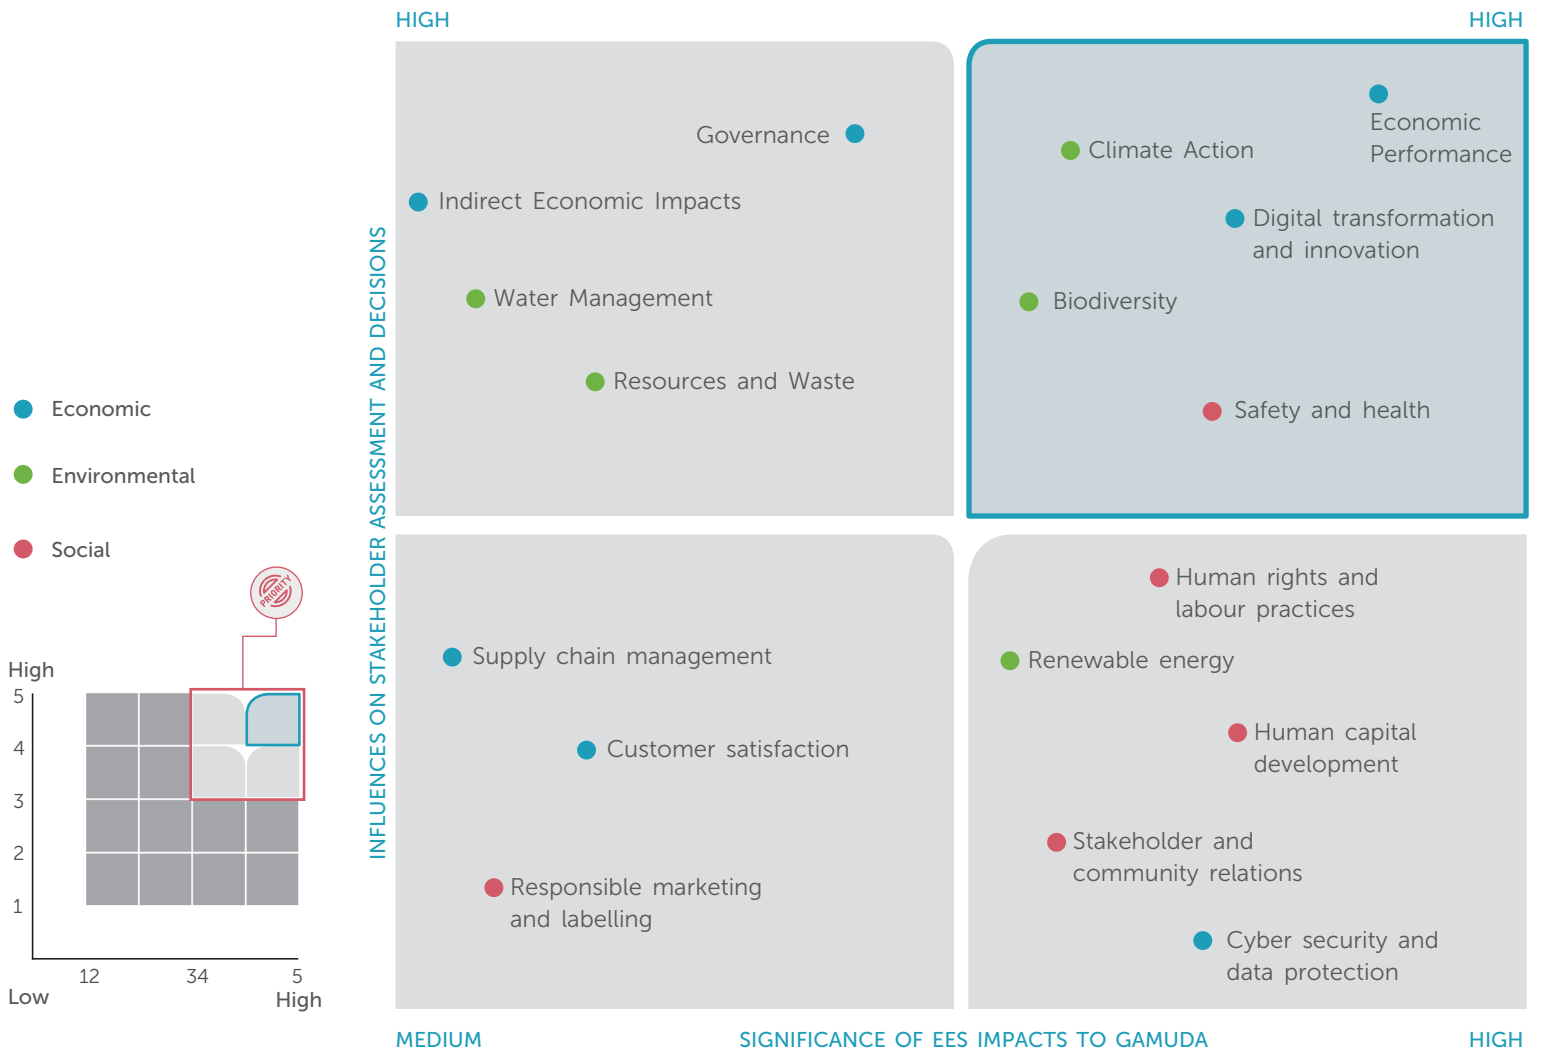 HIGH
HIGH
Governance
Indirect Economic Impacts
Water Management
Resources and Waste
Climate Action
Economic
Performance
Digital transformation
and innovation
Biodiversity
Safety and health
INFLUENCES ON STAKEHOLDER ASSESSMENT AND DECISIONS
Economic
Environmental
Social
PRIORITY
High
5
4
3
2
1
12
34
5
Low
High
Supply chain management
Customer satisfaction
Responsible marketing
and labelling
Human rights and
labour practices
Renewable energy
Human capital
development
Stakeholder and
community relations
Cyber security and
data protection
MEDIUM
SIGNIFICANCE OF EES IMPACTS TO GAMUDA
HIGH